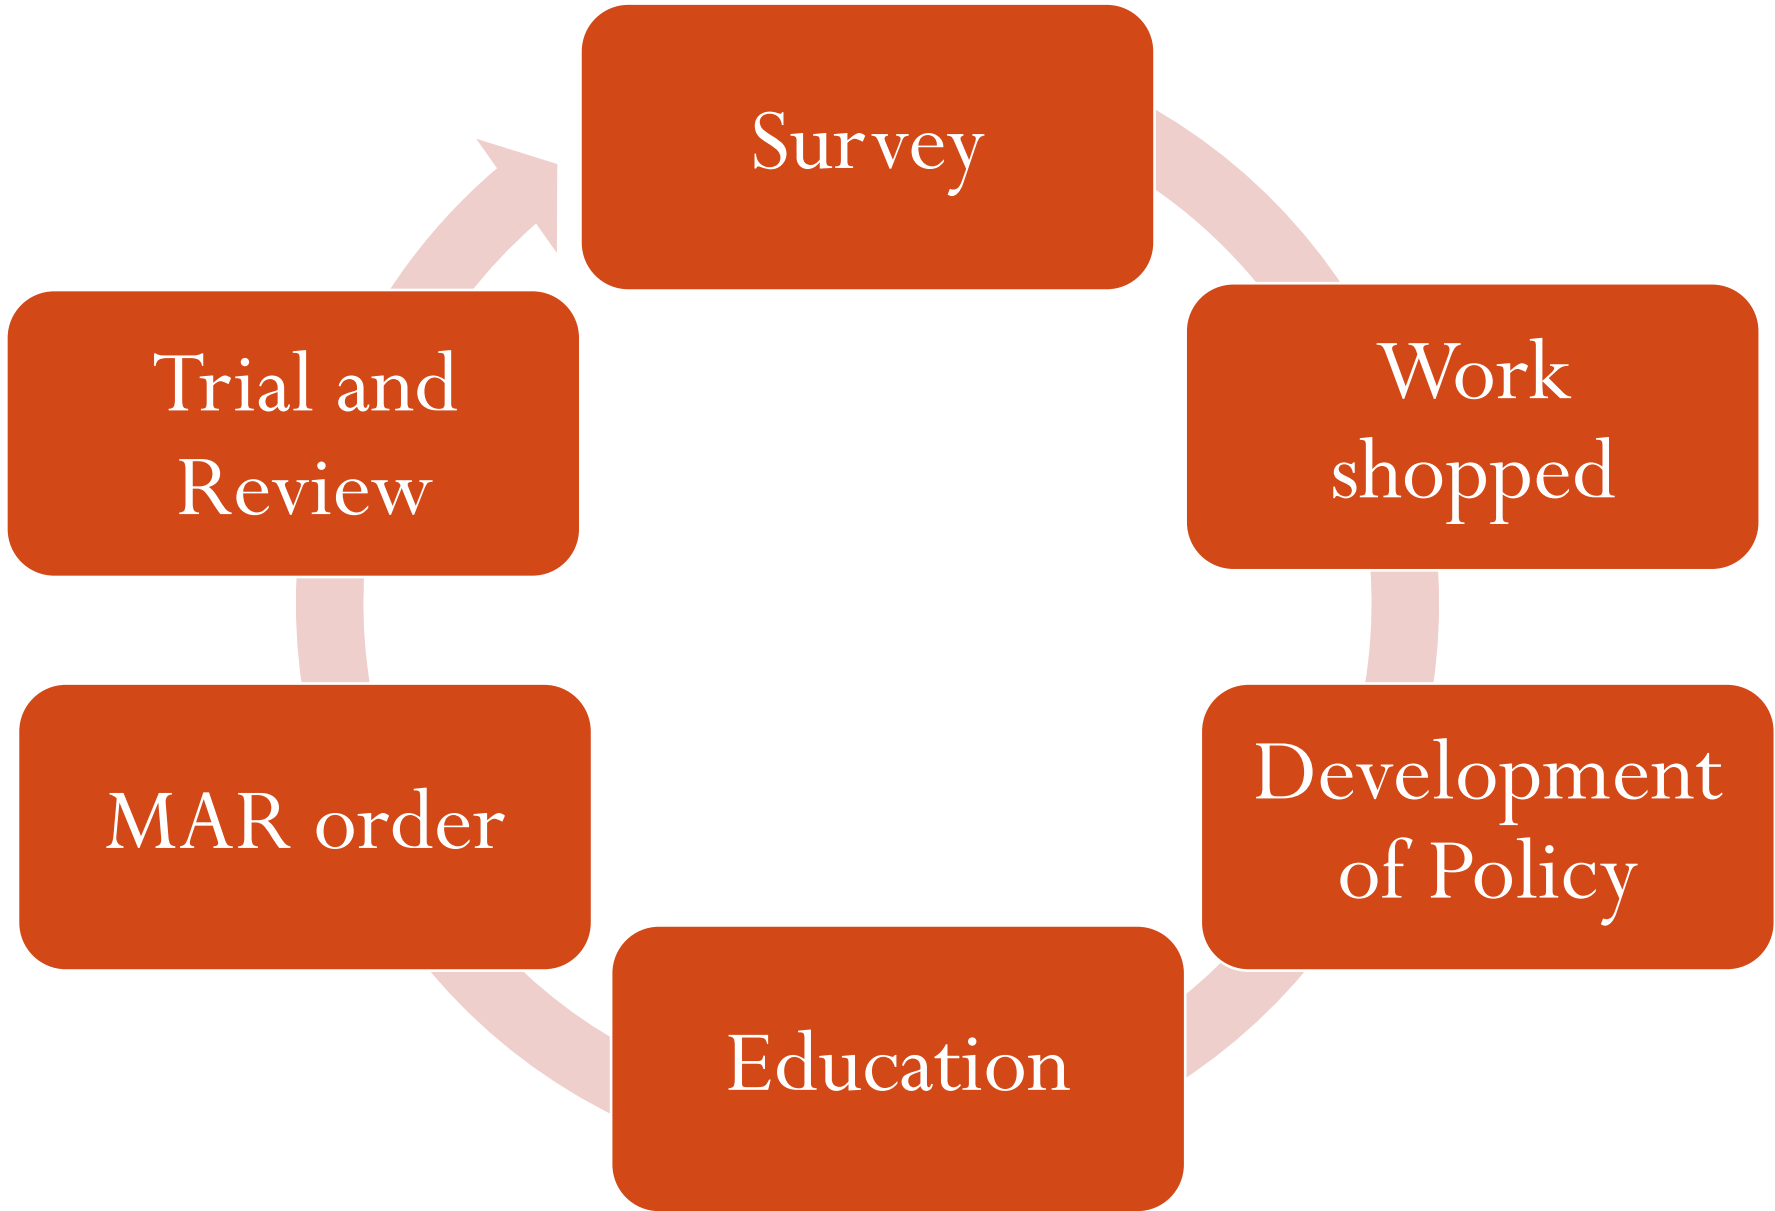 Survey
Work
shopped
Development
of Policy
Education
MAR order
Trial and
Review